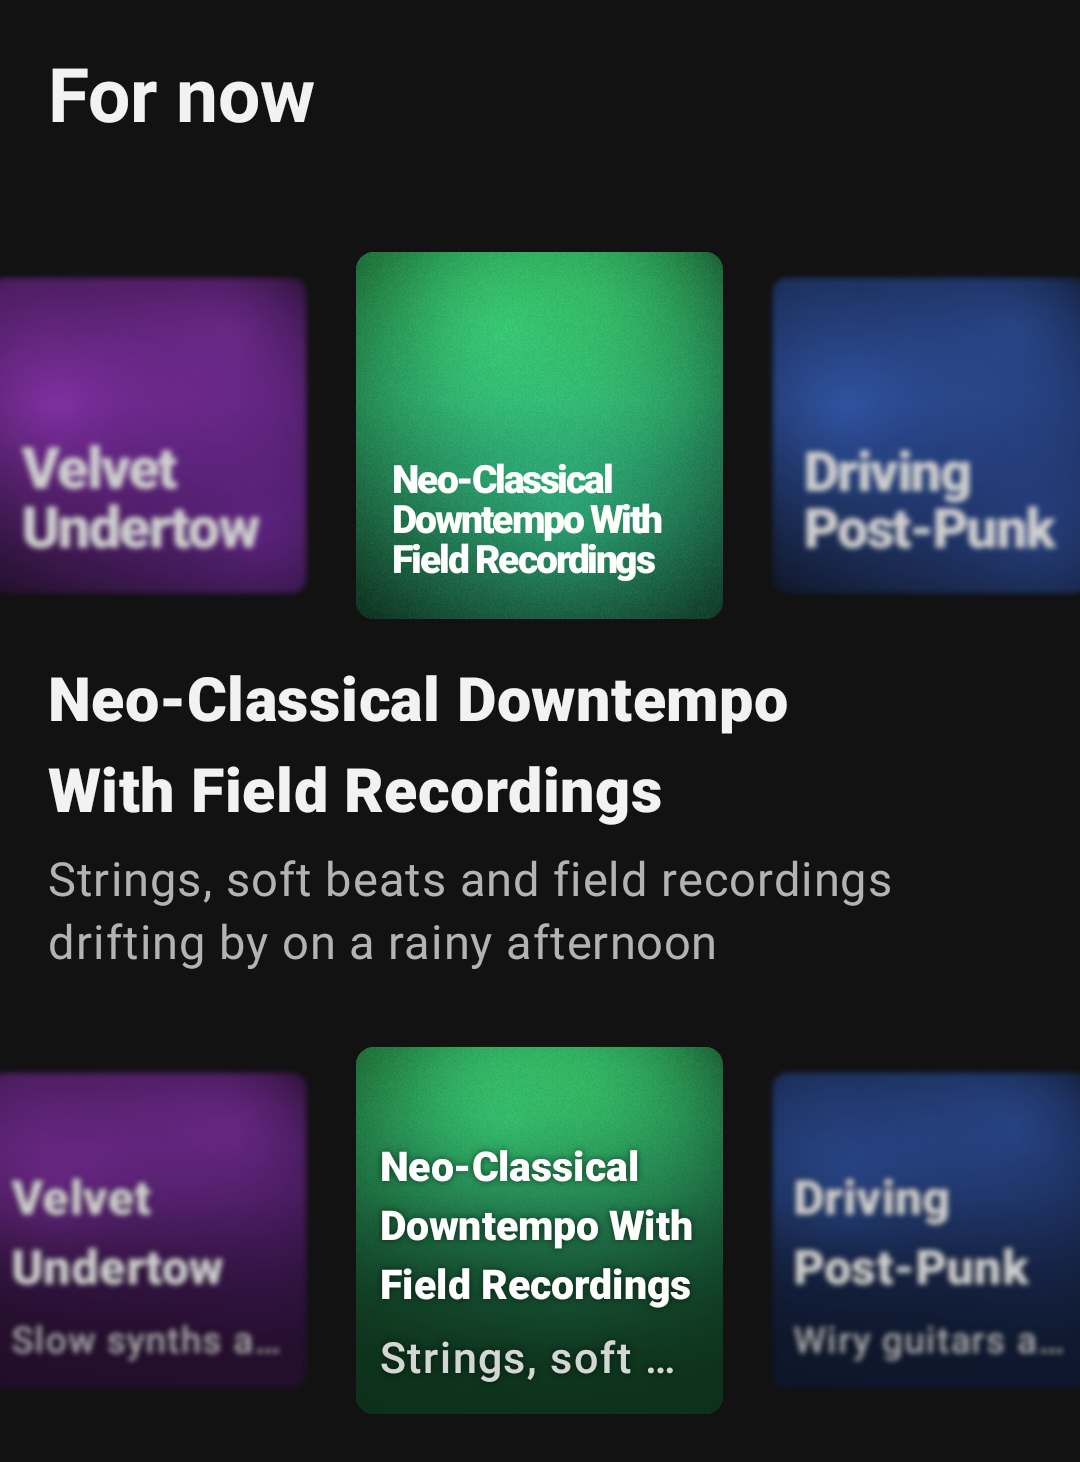 For now
Velvet
Undertow
Neo-Classical
Downtempo With
Field Recordings
Driving
Post-Punk
Neo-Classical Downtempo
With Field Recordings
Strings, soft beats and field recordings
drifting by on a rainy afternoon
Velvet
Undertow
Slow synths a…
Neo-Classical
Downtempo With
Field Recordings
Strings, soft …
Driving
Post-Punk
Wiry guitars a…